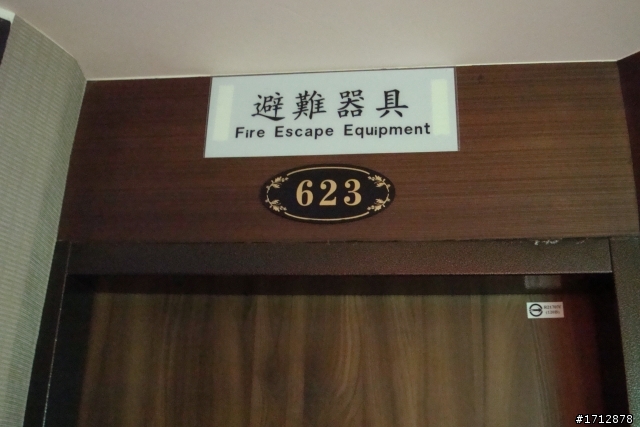 避難器具
Fire Escape Equipment
623
#1712878